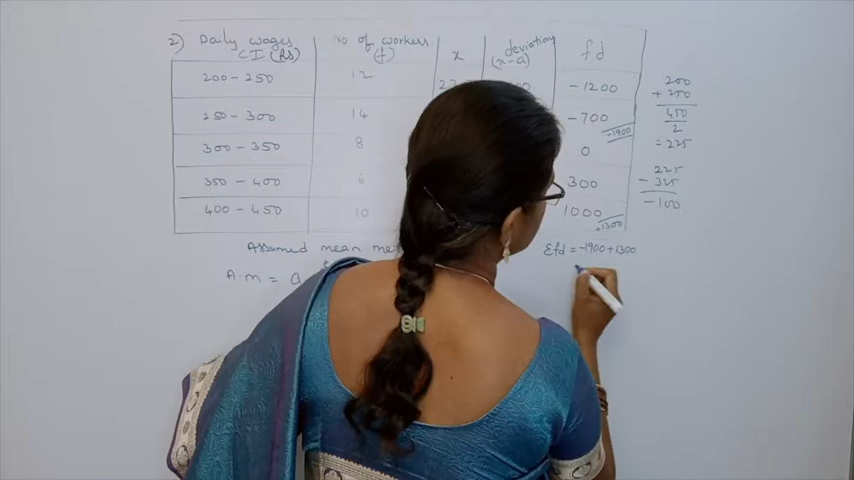 2) Daily wages C.I (Rs) No of workers (f) x deviation (x-a) fd
200-250 12 -1200
250-300 14 -700 -1900
300-350 8 0
350-400 6 300
400-450 10 1000 +1300
Assumed mean
A.m = a
Σfd = -1900+1300
200
+ 250
450
2
= 225
225
- 325
-100